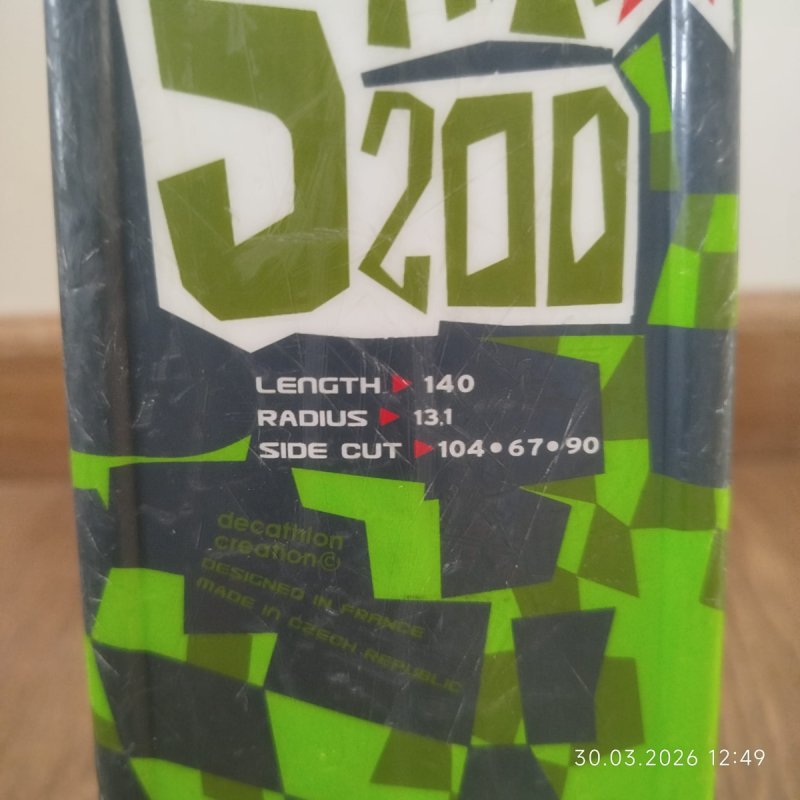 5
200
LENGTH ▶ 140
RADIUS ▶ 13.1
SIDE CUT ▶ 104•67•90
decathlon
creation©
DESIGNED IN FRANCE
MADE IN CZECH REPUBLIC
30.03.2026 12:49